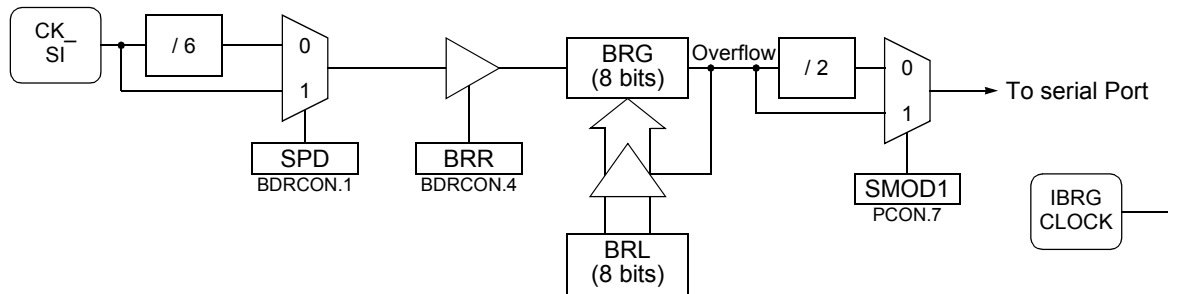 CK_
SI
/ 6
0
1
SPD
BDRCON.1
BRR
BDRCON.4
BRG
(8 bits)
Overflow
BRL
(8 bits)
/ 2
0
1
SMOD1
PCON.7
To serial Port
IBRG
CLOCK